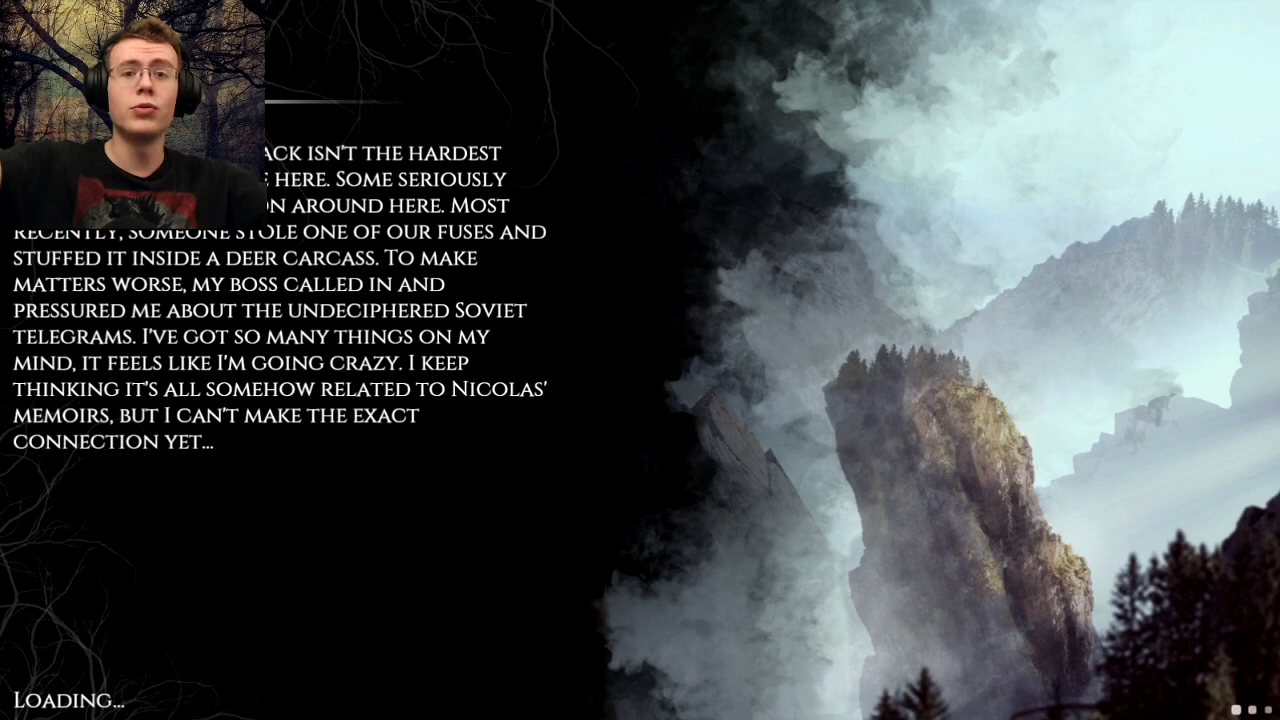 ACK ISN'T THE HARDEST
HERE. SOME SERIOUSLY
ON AROUND HERE. MOST
RECENTLY, SOMEONE STOLE ONE OF OUR FUSES AND
STUFFED IT INSIDE A DEER CARCASS. TO MAKE
MATTERS WORSE, MY BOSS CALLED IN AND
PRESSURED ME ABOUT THE UNDECIPHERED SOVIET
TELEGRAMS. I'VE GOT SO MANY THINGS ON MY
MIND, IT FEELS LIKE I'M GOING CRAZY. I KEEP
THINKING IT'S ALL SOMEHOW RELATED TO NICOLAS'
MEMOIRS, BUT I CAN'T MAKE THE EXACT
CONNECTION YET...
LOADING...